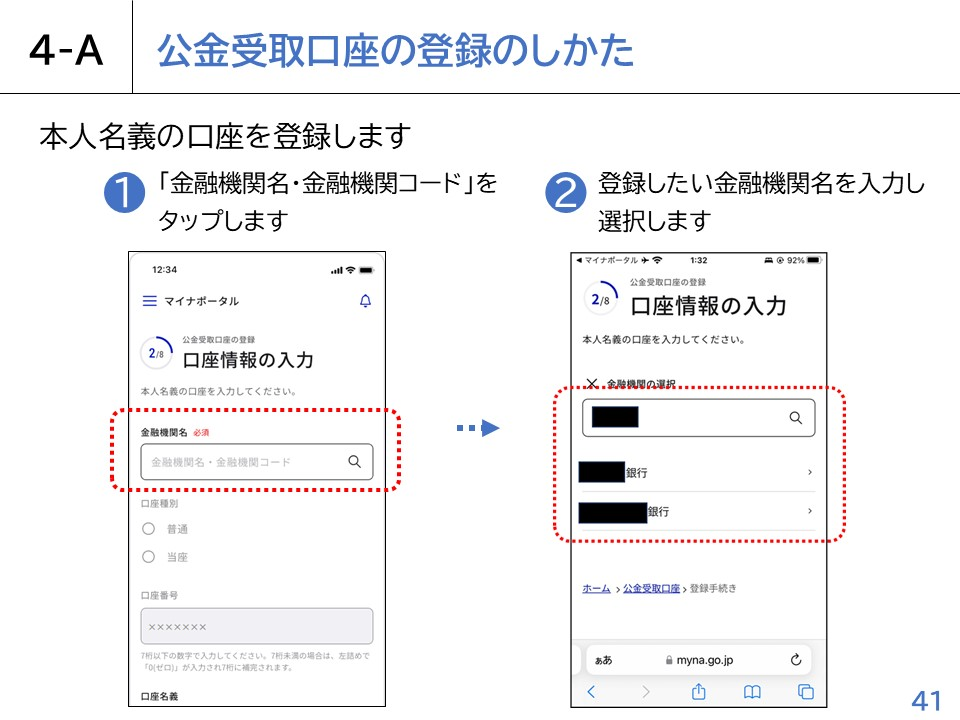 4-A
公金受取口座の登録のしかた
本人名義の口座を登録します
1
「金融機関名・金融機関コード」を
タップします
12:34
マイナポータル
2/8
公金受取口座の登録
口座情報の入力
本人名義の口座を入力してください。
金融機関名 必須
金融機関名・金融機関コード
口座種別
普通
当座
口座番号
×××××××
7桁以下の数字で入力してください。7桁未満の場合は、左詰めで
「0(ゼロ)」が入力され7桁に補完されます。
口座名義
2
登録したい金融機関名を入力し
選択します
マイナポータル
1:32
92%
2/8
公金受取口座の登録
口座情報の入力
本人名義の口座を入力してください。
金融機関の選択
銀行
銀行
ホーム > 公金受取口座 > 登録手続き
ぁあ
myna.go.jp
41